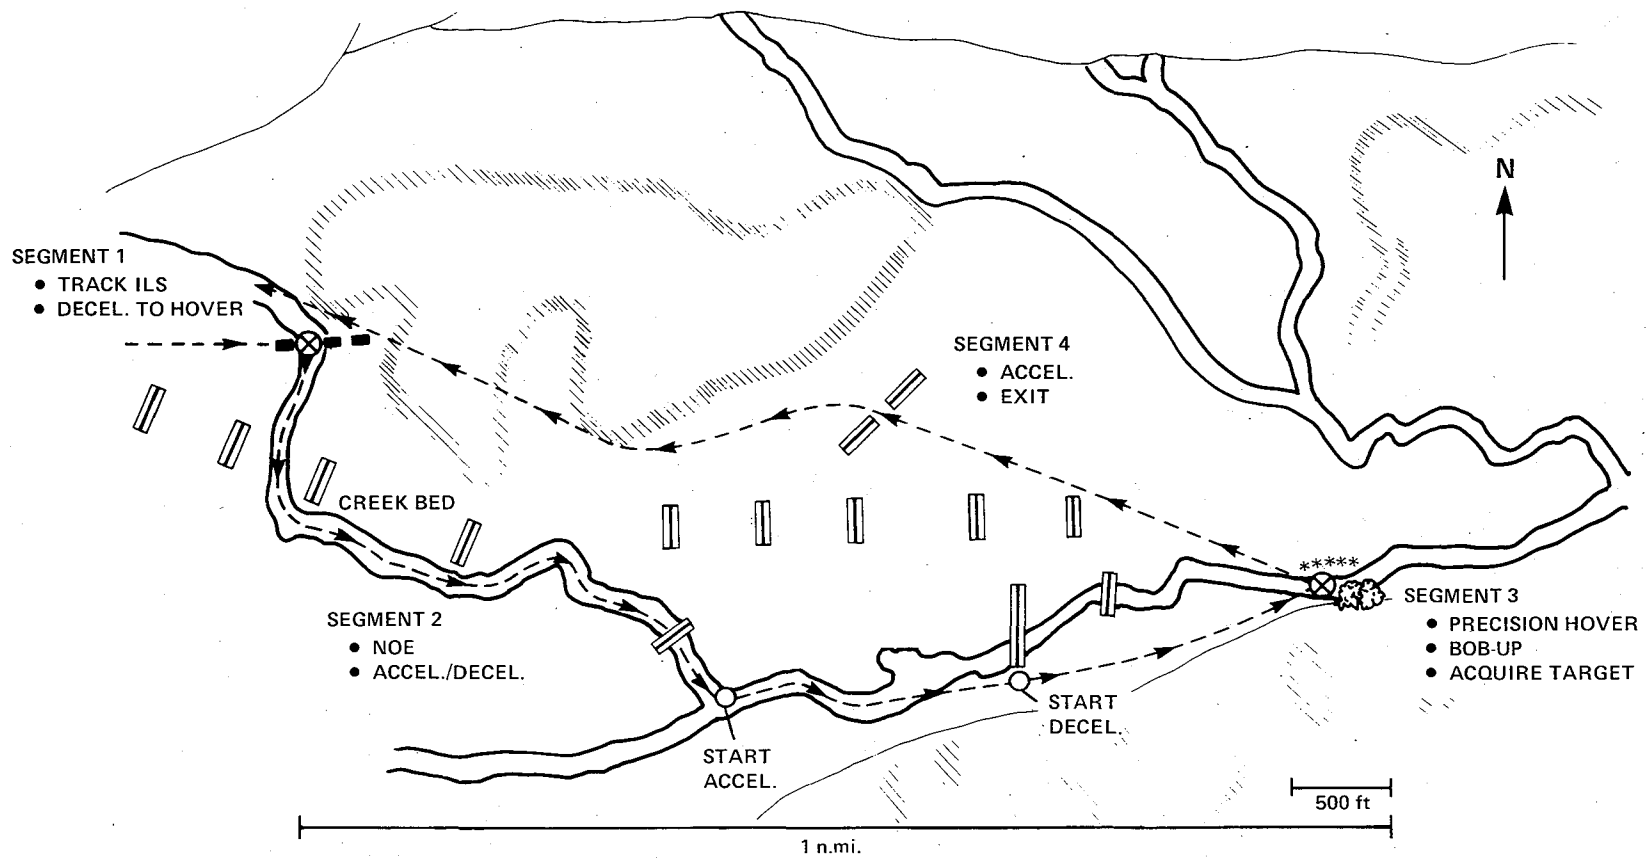 N
SEGMENT 1
● TRACK ILS
● DECEL. TO HOVER
SEGMENT 4
● ACCEL.
● EXIT
CREEK BED
*****
SEGMENT 2
● NOE
● ACCEL./DECEL.
SEGMENT 3
● PRECISION HOVER
● BOB-UP
● ACQUIRE TARGET
START
DECEL.
START
ACCEL.
500 ft
1 n.mi.